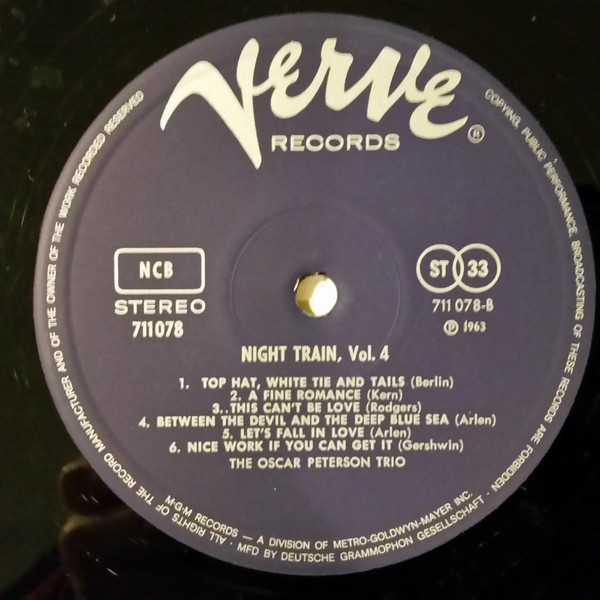 Verve
RECORDS
®
NCB
STEREO
711078
ST 33
711 078-B
℗ 1963
NIGHT TRAIN, Vol. 4
1. TOP HAT, WHITE TIE AND TAILS (Berlin)
2. A FINE ROMANCE (Kern)
3..THIS CAN'T BE LOVE (Rodgers)
4. BETWEEN THE DEVIL AND THE DEEP BLUE SEA (Arlen)
5. LET'S FALL IN LOVE (Arlen)
6. NICE WORK IF YOU CAN GET IT (Gershwin)
THE OSCAR PETERSON TRIO
M·G·M RECORDS — A DIVISION OF METRO-GOLDWYN-MAYER INC.
ALL RIGHTS OF THE RECORD MANUFACTURER AND OF THE OWNER OF THE WORK RECORDED RESERVED
COPYING, PUBLIC PERFORMANCE, BROADCASTING OF THESE RECORDS ARE FORBIDDEN · MFD BY DEUTSCHE GRAMMOPHON GESELLSCHAFT ·